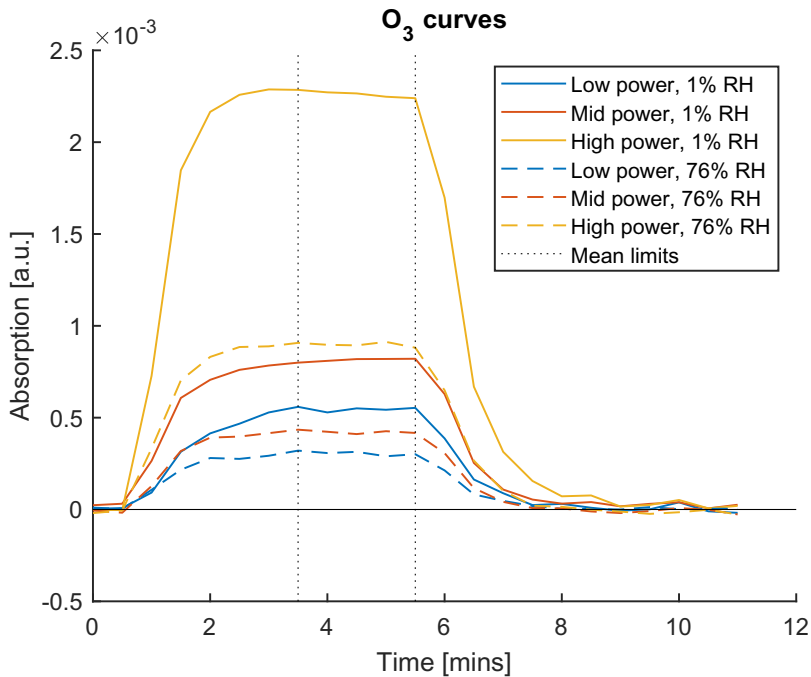 O₃ curves
×10⁻³
2.5
2
1.5
1
0.5
0
-0.5
Absorption [a.u.]
0 2 4 6 8 10 12
Time [mins]
Low power, 1% RH
Mid power, 1% RH
High power, 1% RH
Low power, 76% RH
Mid power, 76% RH
High power, 76% RH
Mean limits